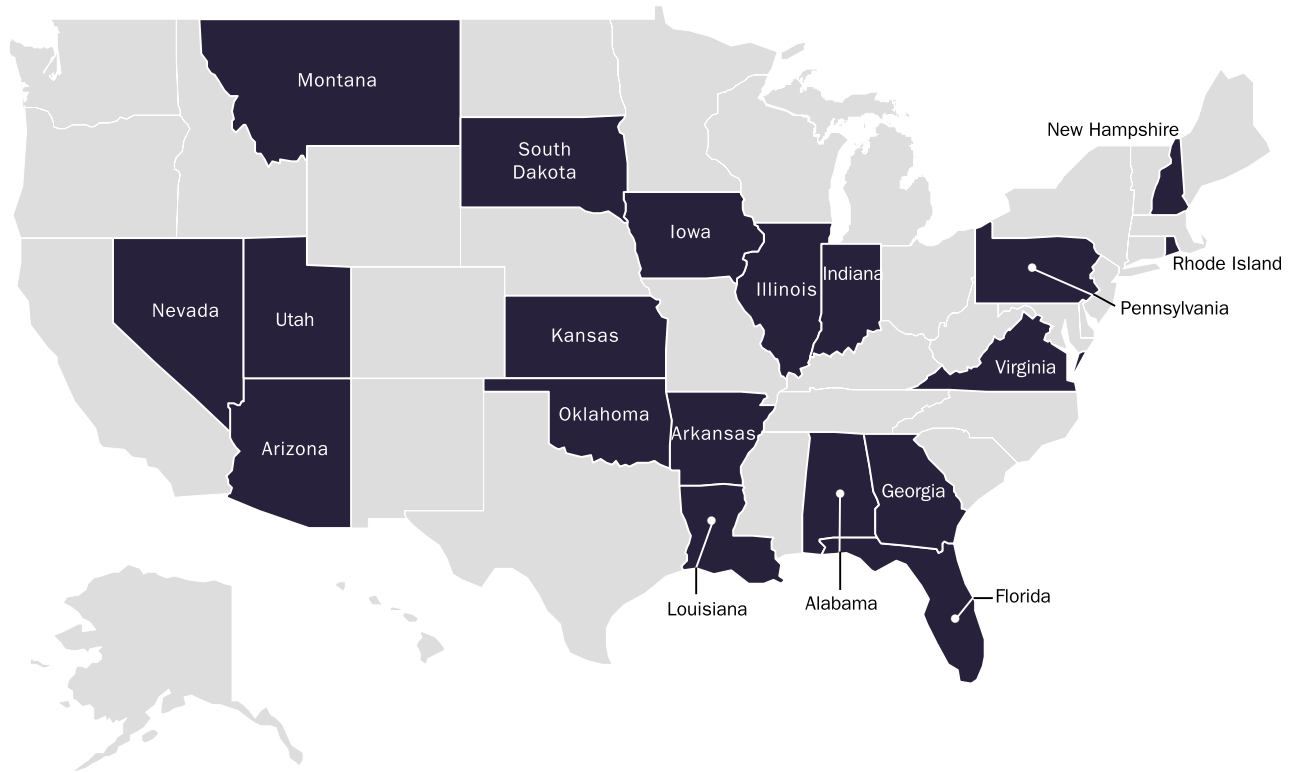 Montana
New Hampshire
South
Dakota
Iowa
Rhode Island
Indiana
Illinois
Nevada
Utah
Pennsylvania
Kansas
Virginia
Oklahoma
Arkansas
Arizona
Georgia
Florida
Alabama
Louisiana